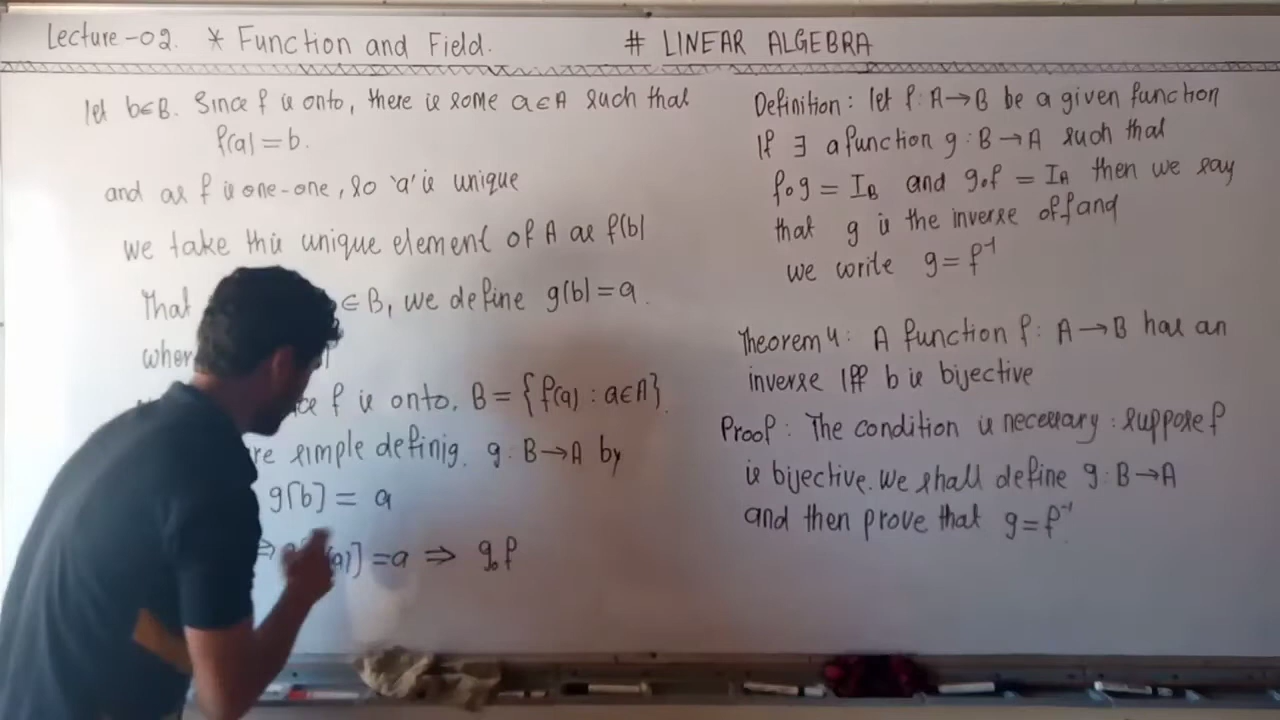 Lecture-02. * Function and Field. # LINEAR ALGEBRA
let b∈B. Since f is onto, there is some a∈A such that
f(a) = b.
and as f is one-one, so 'a' is unique
we take this unique element of A as f(b)
That ∈ B, we define g(b) = a.
f is onto. B = {f(a) : a∈A}.
simple definig. g : B → A by
g[b] = a
= a ⇒ g∘f
Definition : let f : A → B be a given function
If ∃ a function g : B → A such that
f∘g = I_B and g∘f = I_A then we say
that g is the inverse of f and
we write g = f⁻¹
Theorem 4 : A function f : A → B has an
inverse iff b is bijective
Proof : The condition is necessary : suppose f
is bijective. We shall define g : B → A
and then prove that g = f⁻¹.